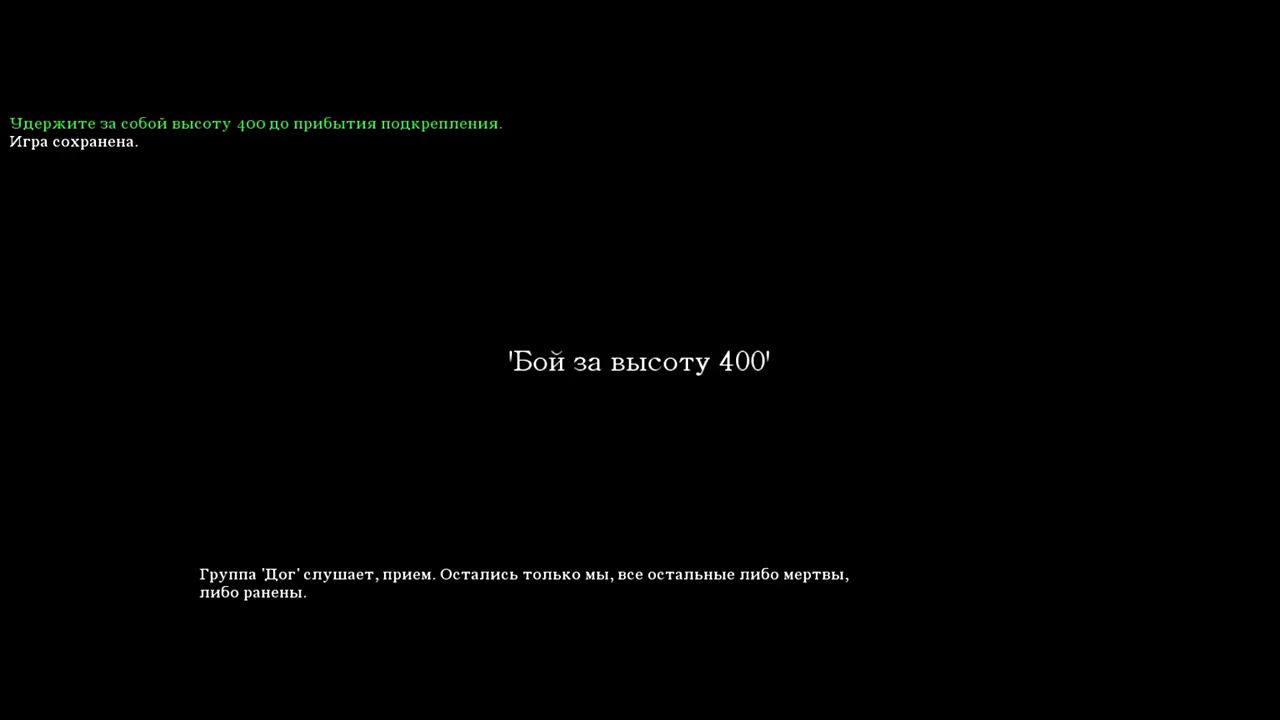 Удержите за собой высоту 400 до прибытия подкрепления.
Игра сохранена.
'Бой за высоту 400'
Группа 'Дог' слушает, прием. Остались только мы, все остальные либо мертвы,
либо ранены.